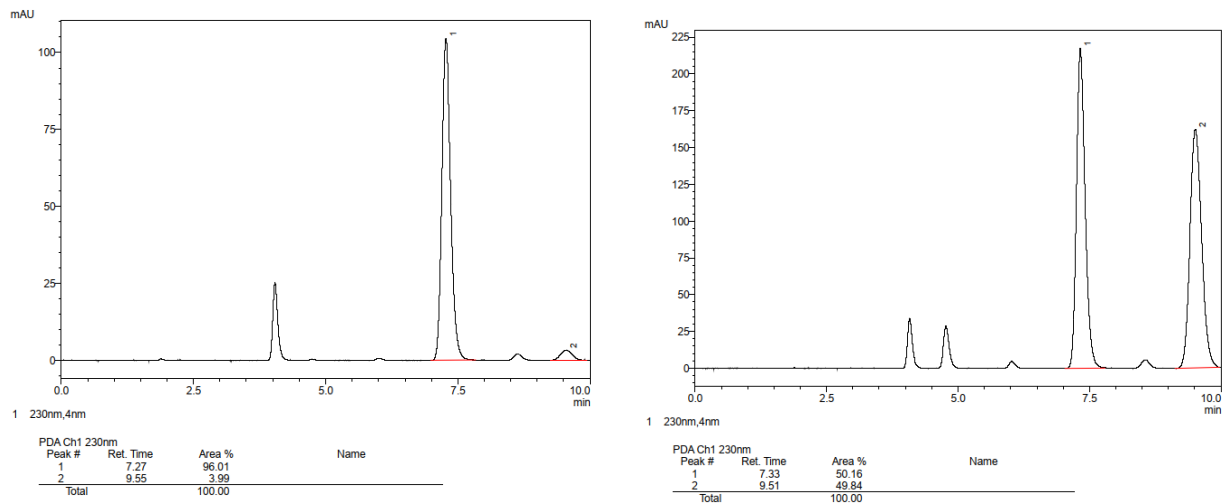 mAU
100
75
50
25
0
1
2
0.0 2.5 5.0 7.5 10.0
min
1 230nm,4nm
PDA Ch1 230nm
Peak # Ret. Time Area % Name
1 7.27 96.01
2 9.55 3.99
Total 100.00
mAU
225
200
175
150
125
100
75
50
25
0
1
2
0.0 2.5 5.0 7.5 10.0
min
1 230nm,4nm
PDA Ch1 230nm
Peak # Ret. Time Area % Name
1 7.33 50.16
2 9.51 49.84
Total 100.00